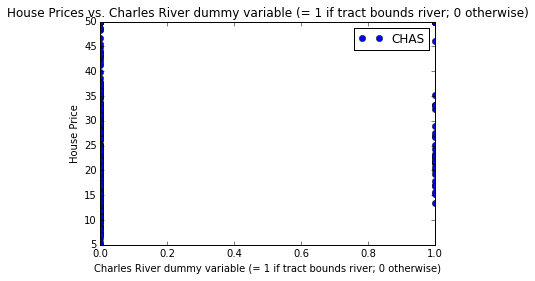 House Prices vs. Charles River dummy variable (= 1 if tract bounds river; 0 otherwise)
50
45
40
35
30
25
20
15
10
5
House Price
CHAS
0.0 0.2 0.4 0.6 0.8 1.0
Charles River dummy variable (= 1 if tract bounds river; 0 otherwise)